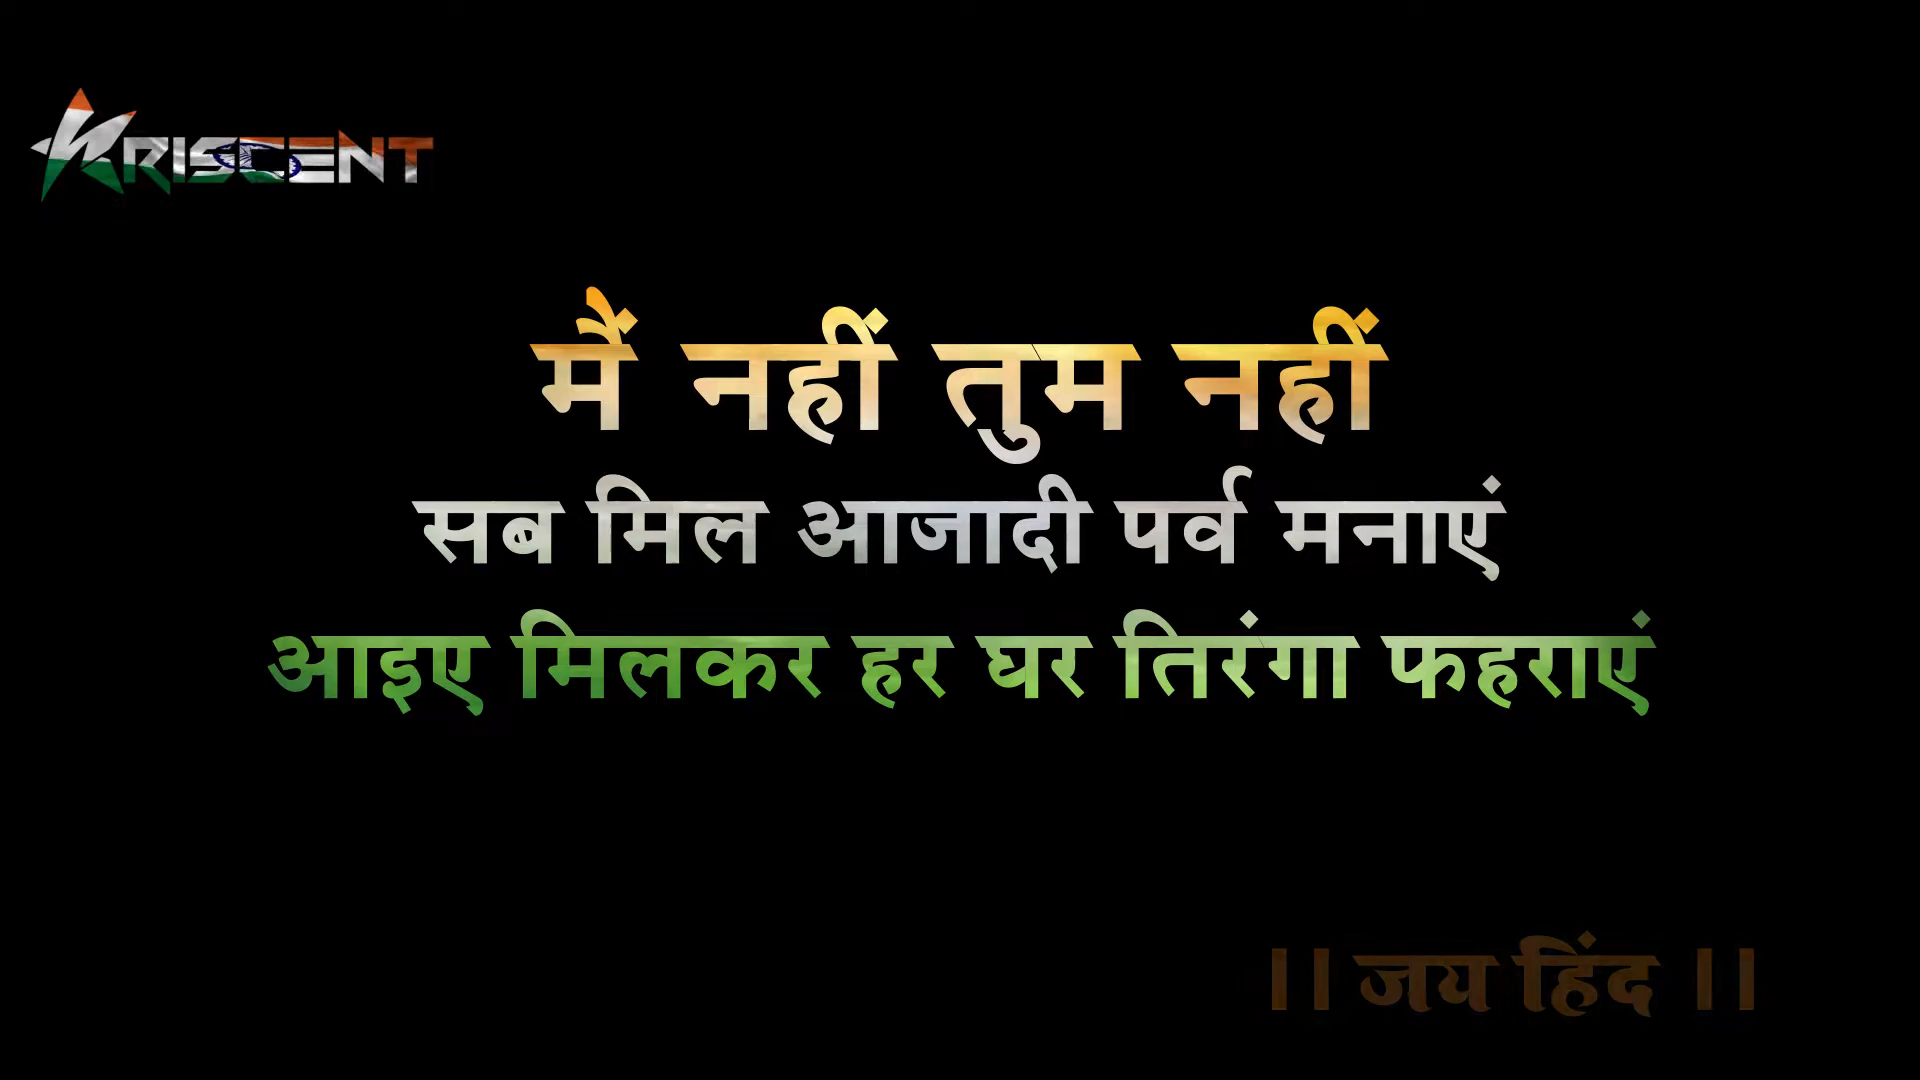 KRISCENT
मैं नहीं तुम नहीं
सब मिल आजादी पर्व मनाएं
आइए मिलकर हर घर तिरंगा फहराएं
।। जय हिंद ।।